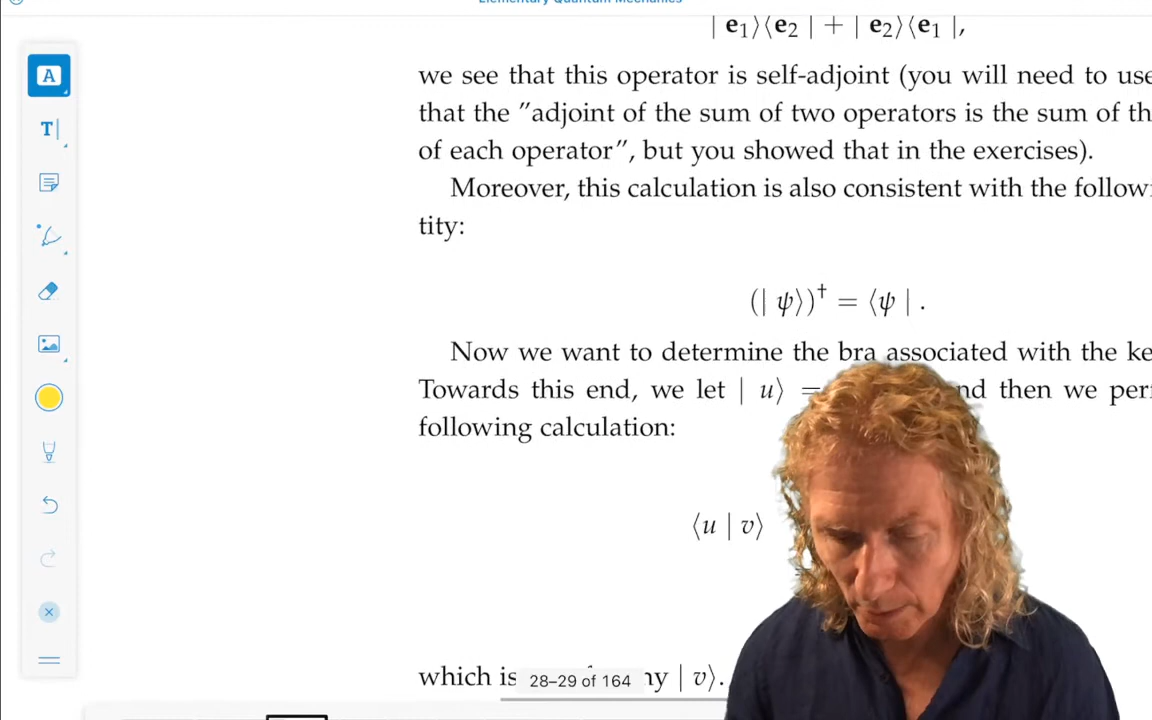 Elementary Quantum Mechanics
| e₁⟩⟨e₂ | + | e₂⟩⟨e₁ |,
we see that this operator is self-adjoint (you will need to use
that the ”adjoint of the sum of two operators is the sum of th
of each operator”, but you showed that in the exercises).
Moreover, this calculation is also consistent with the follow
tity:
(| ψ⟩)† = ⟨ψ | .
Now we want to determine the bra associated with the ke
Towards this end, we let | u⟩ = nd then we per
following calculation:
⟨u | v⟩
which is ny | v⟩.
28–29 of 164
A
T